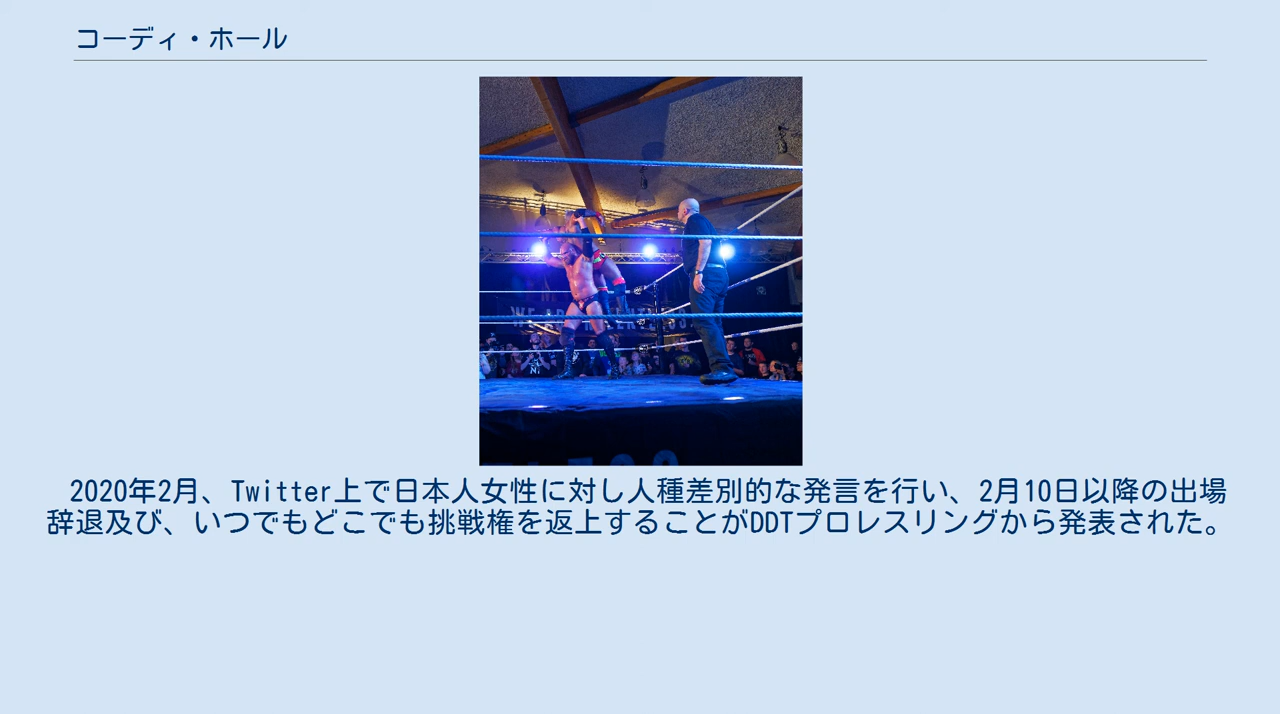 コーディ・ホール
2020年2月、Twitter上で日本人女性に対し人種差別的な発言を行い、2月10日以降の出場
辞退及び、いつでもどこでも挑戦権を返上することがDDTプロレスリングから発表された。